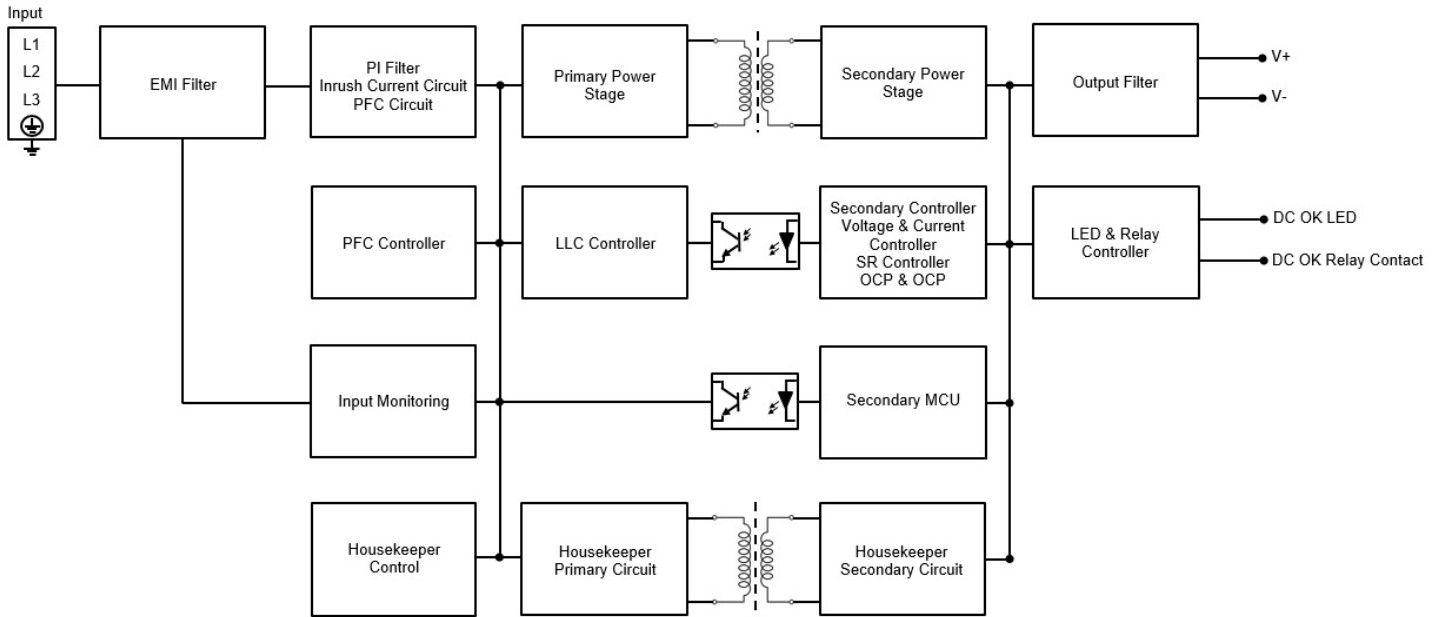 Input
L1
L2
L3
EMI Filter
PI Filter
Inrush Current Circuit
PFC Circuit
Primary Power
Stage
Secondary Power
Stage
Output Filter
V+
V-
PFC Controller
LLC Controller
Secondary Controller
Voltage & Current
Controller
SR Controller
OCP & OCP
LED & Relay
Controller
DC OK LED
DC OK Relay Contact
Input Monitoring
Secondary MCU
Housekeeper
Control
Housekeeper
Primary Circuit
Housekeeper
Secondary Circuit